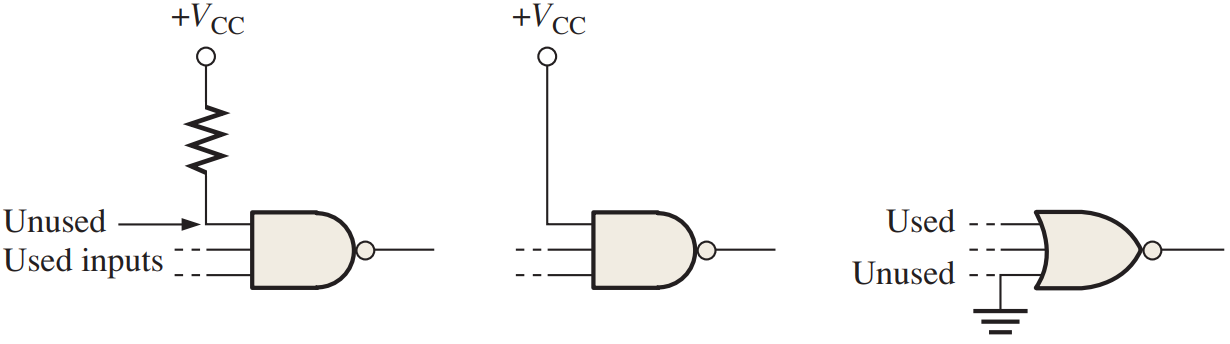 +VCC
+VCC
Unused
Used inputs
Used
Unused